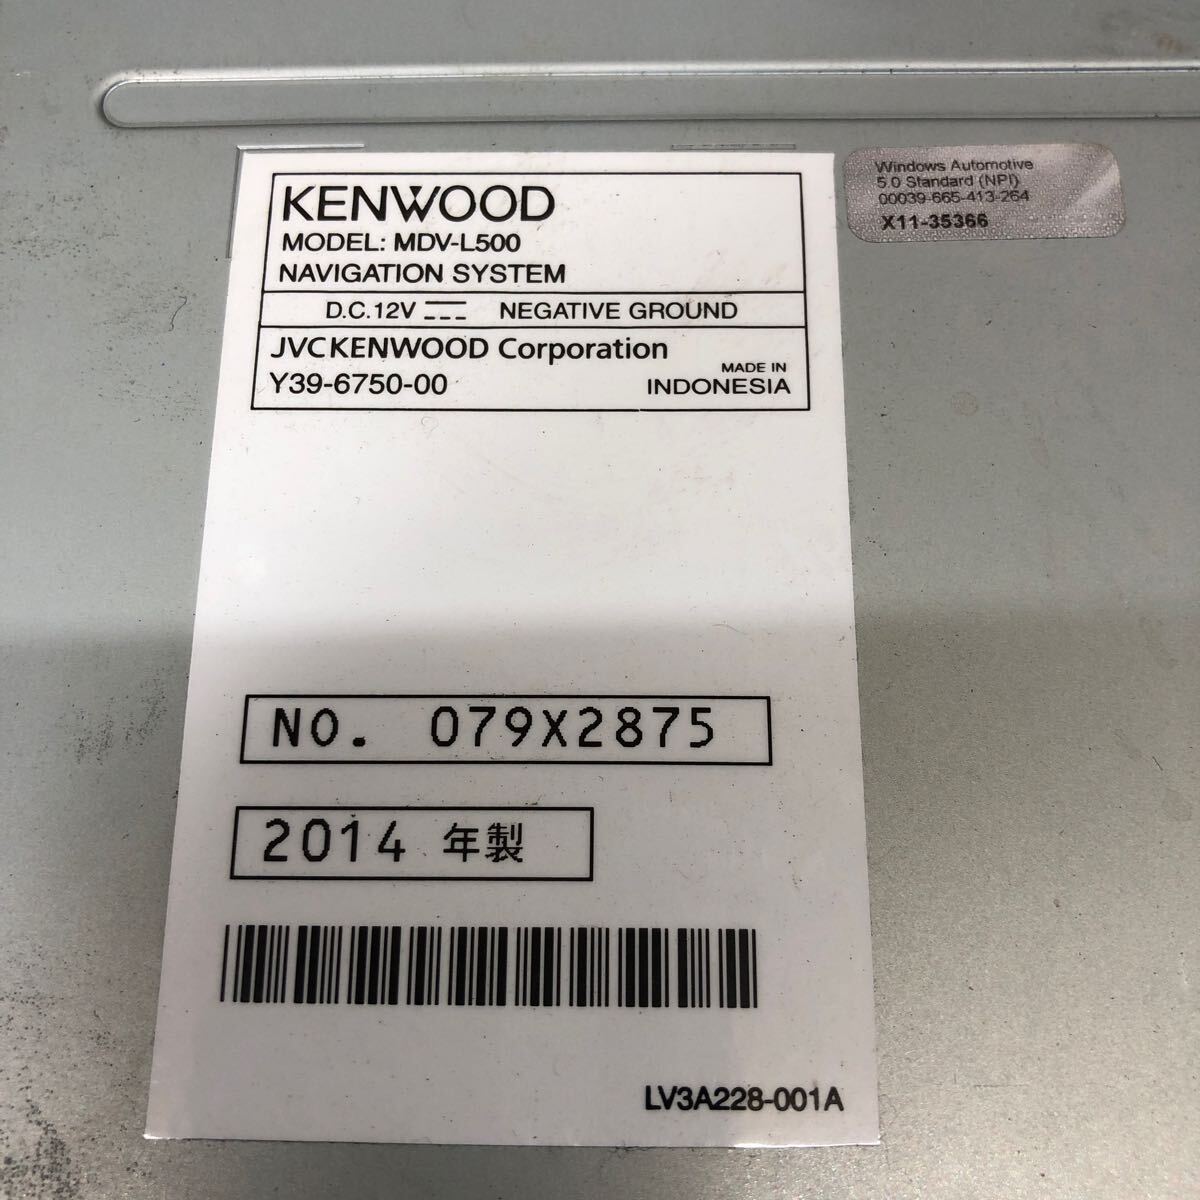 KENWOOD
MODEL: MDV-L500
NAVIGATION SYSTEM
D.C.12V NEGATIVE GROUND
JVCKENWOOD Corporation
Y39-6750-00
MADE IN
INDONESIA
Windows Automotive
5.0 Standard (NPI)
00039-665-413-264
X11-35366
NO. 079X2875
2014 年製
LV3A228-001A